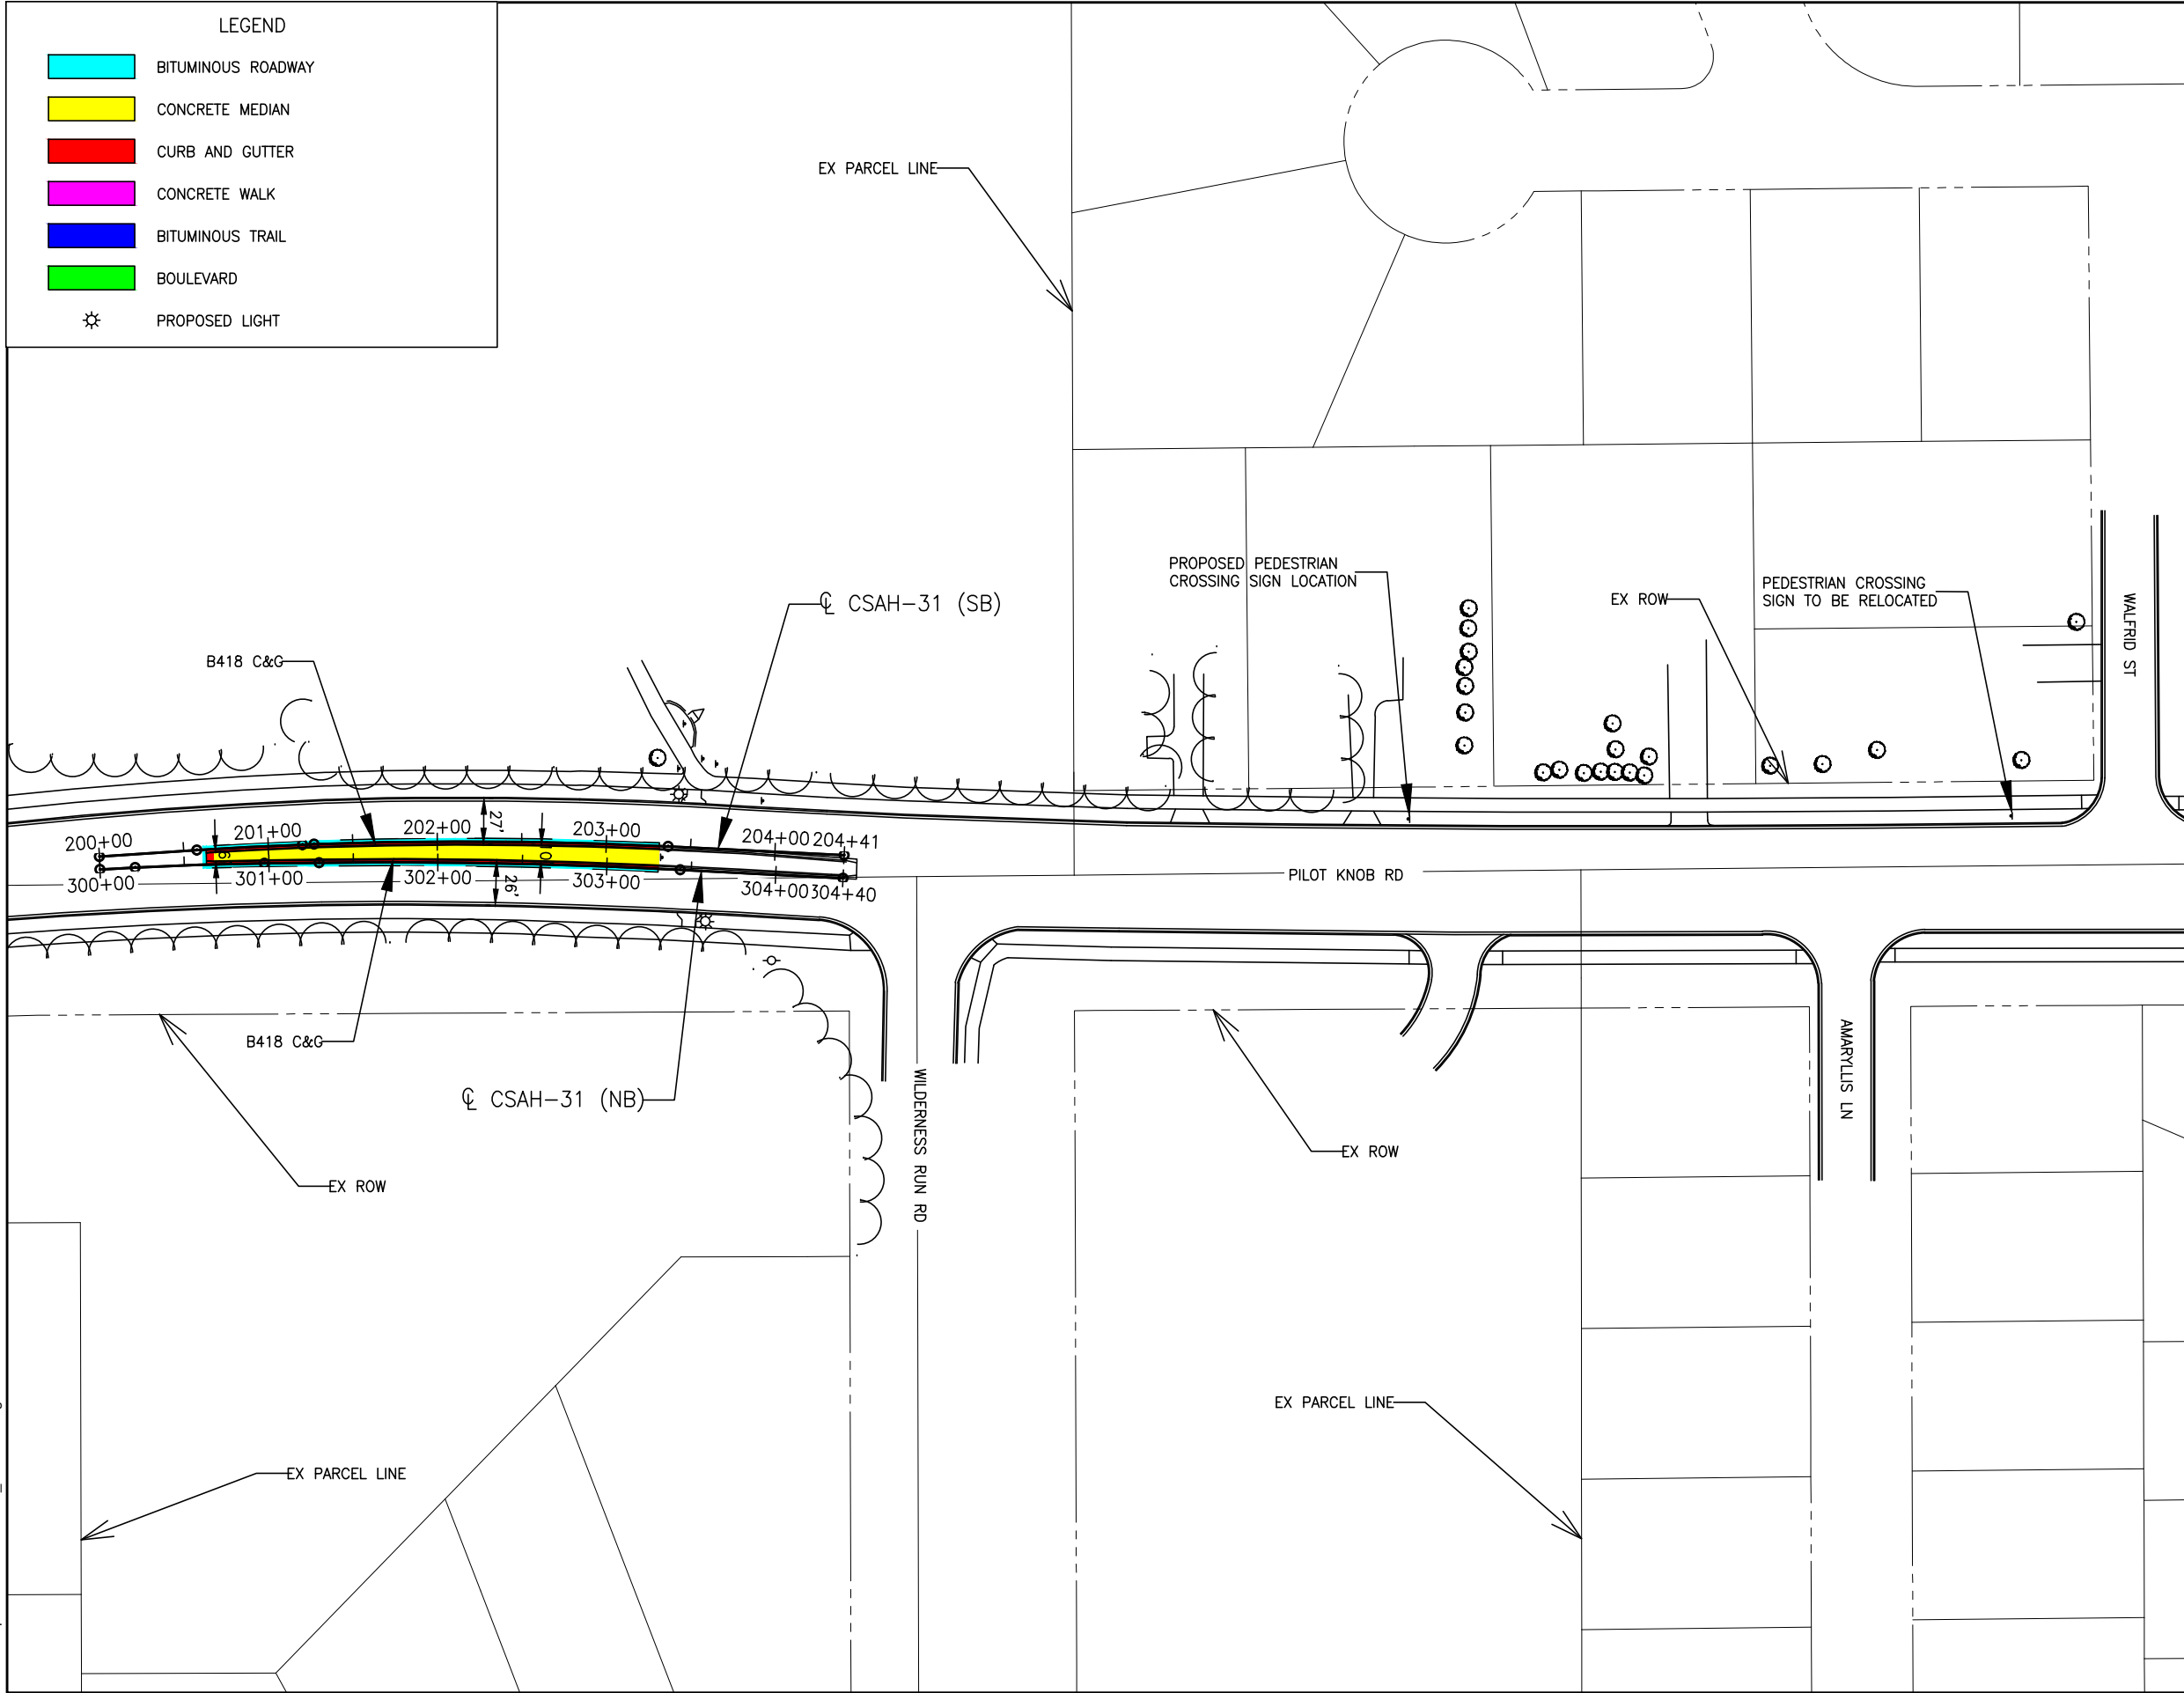 LEGEND
BITUMINOUS ROADWAY
CONCRETE MEDIAN
CURB AND GUTTER
CONCRETE WALK
BITUMINOUS TRAIL
BOULEVARD
PROPOSED LIGHT
EX PARCEL LINE
PROPOSED PEDESTRIAN
CROSSING SIGN LOCATION
PEDESTRIAN CROSSING
SIGN TO BE RELOCATED
EX ROW
WALFRID ST
℄ CSAH-31 (SB)
B418 C&G
27'
200+00
201+00
202+00
203+00
204+00
204+41
300+00
301+00
302+00
303+00
304+00
304+40
26'
PILOT KNOB RD
B418 C&G
℄ CSAH-31 (NB)
WILDERNESS RUN RD
AMARYLLIS LN
EX ROW
EX ROW
EX PARCEL LINE
EX PARCEL LINE